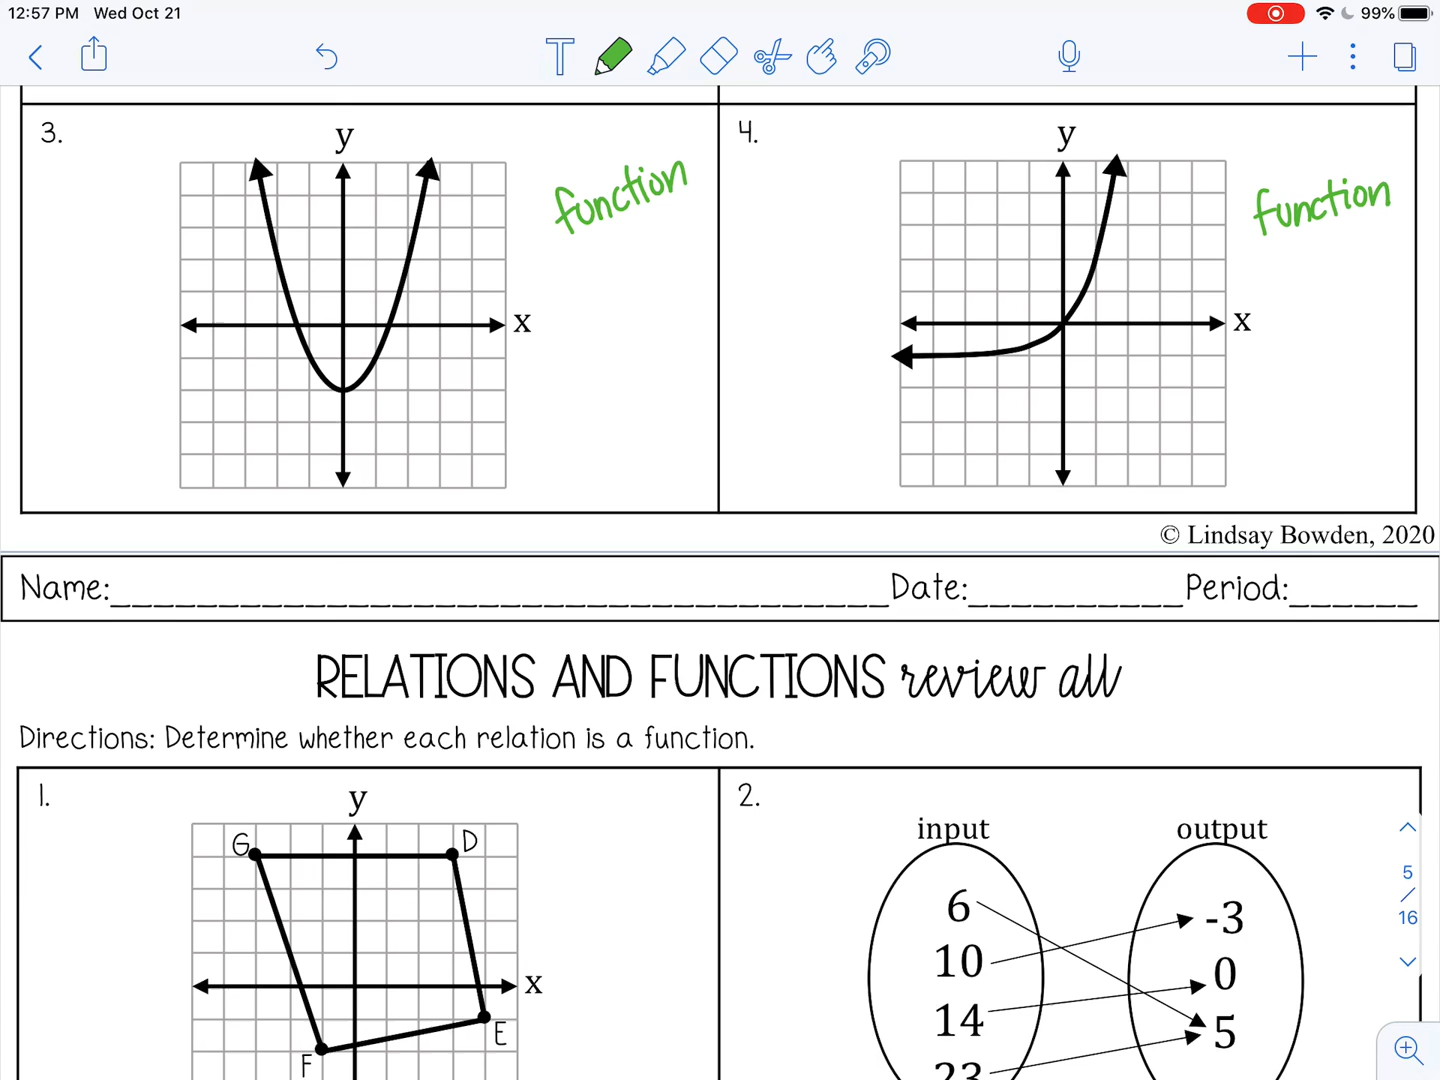 12:57 PM Wed Oct 21
99%
T
3.
y
x
function
4.
y
x
function
© Lindsay Bowden, 2020
Name:
Date:
Period:
RELATIONS AND FUNCTIONS review all
Directions: Determine whether each relation is a function.
1.
y
G
D
x
E
F
2.
input
output
6
-3
10
0
14
5
23
5
/
16